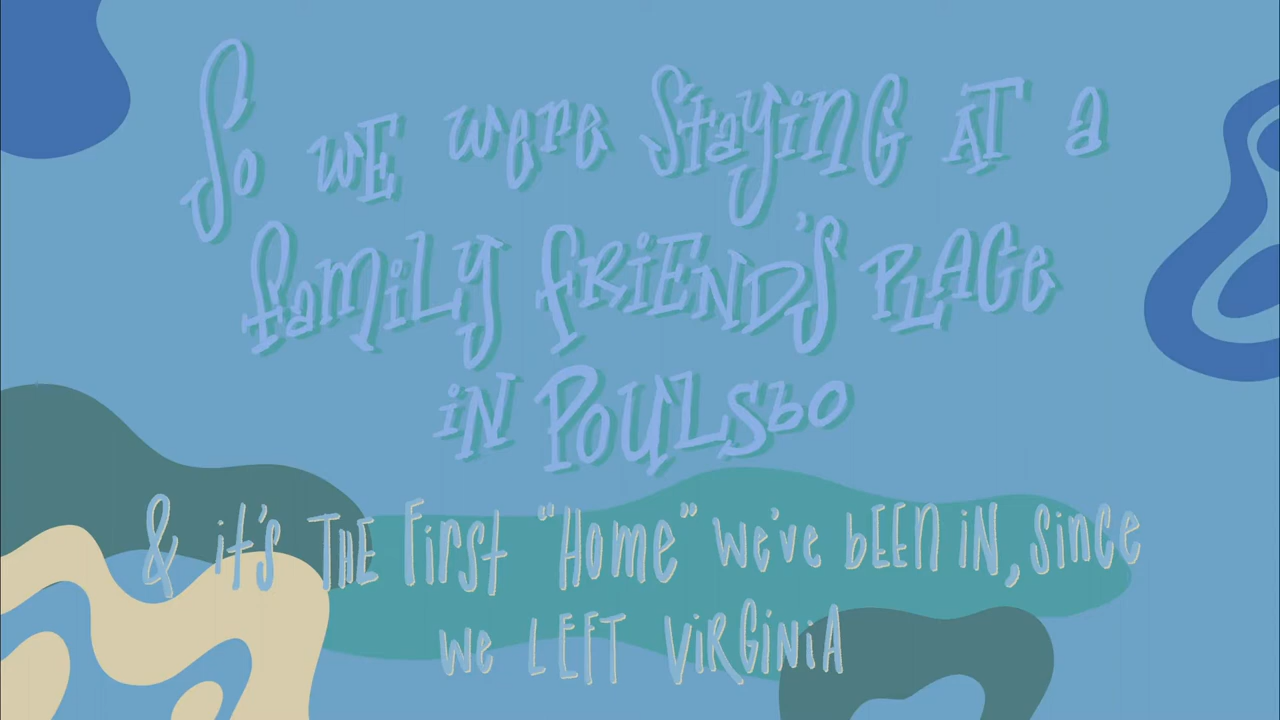 So WE were StayiNG AT a
family fRiENDS' PLACe
iN POULSbO
& it's THE First "Home" we've bEEN iN, Since
we LEFT ViRGiNiA